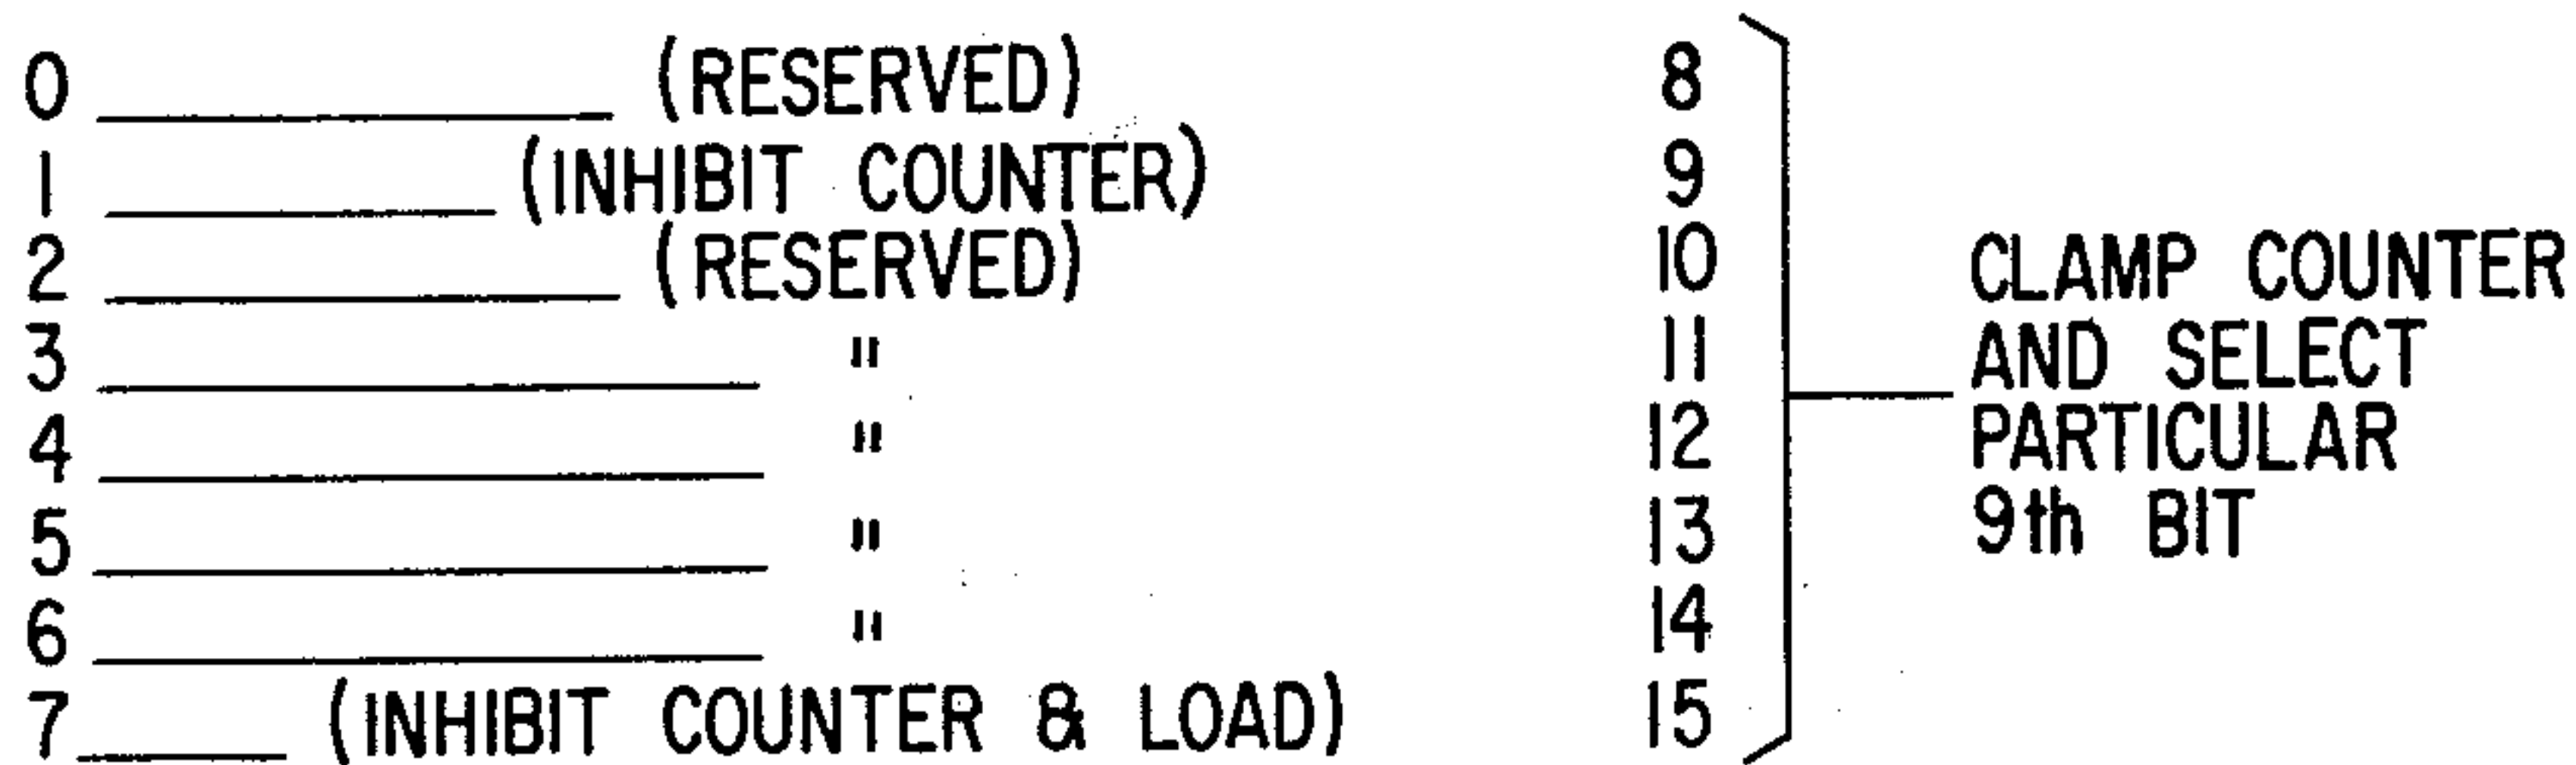 0 (RESERVED)
1 (INHIBIT COUNTER)
2 (RESERVED)
3 "
4 "
5 "
6 "
7 (INHIBIT COUNTER & LOAD)
8
9
10
11
12
13
14
15
CLAMP COUNTER
AND SELECT
PARTICULAR
9th BIT